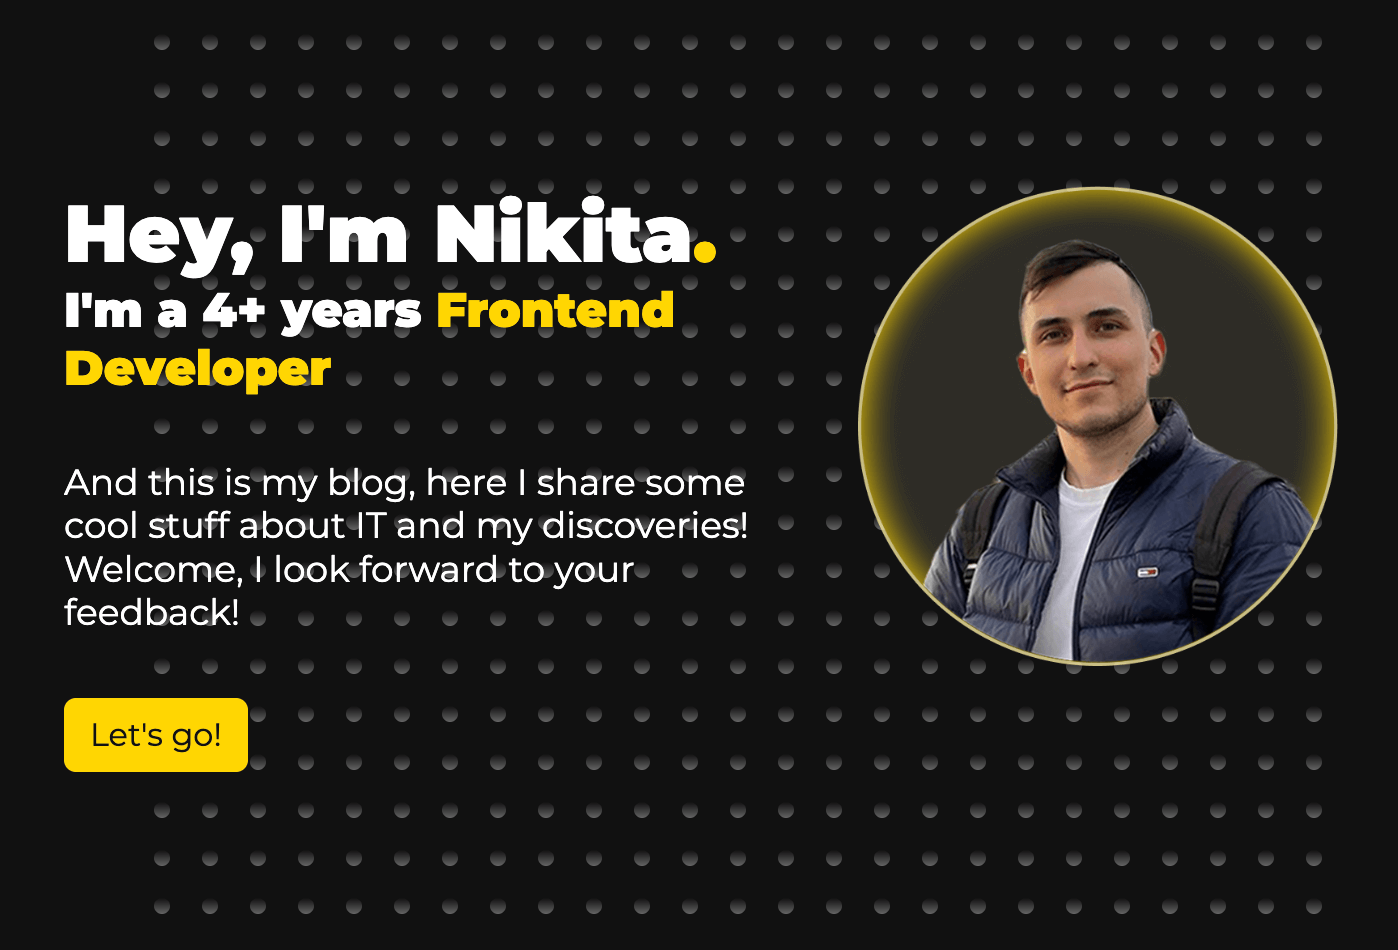 Hey, I'm Nikita.
I'm a 4+ years Frontend
Developer
And this is my blog, here I share some
cool stuff about IT and my discoveries!
Welcome, I look forward to your
feedback!
Let's go!